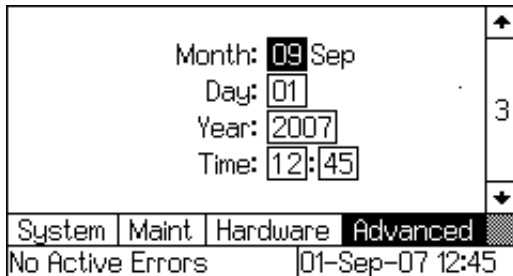 Month: 09 Sep
Day: 01
Year: 2007
3
Time: 12:45
System Maint Hardware Advanced
No Active Errors 01-Sep-07 12:45